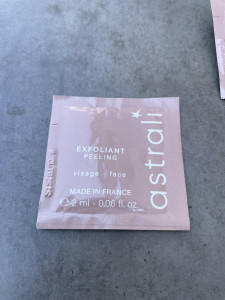 EXFOLIANT
PEELING
visage - face
MADE IN FRANCE
℮ 2 ml - 0,06 fl. oz
astrali